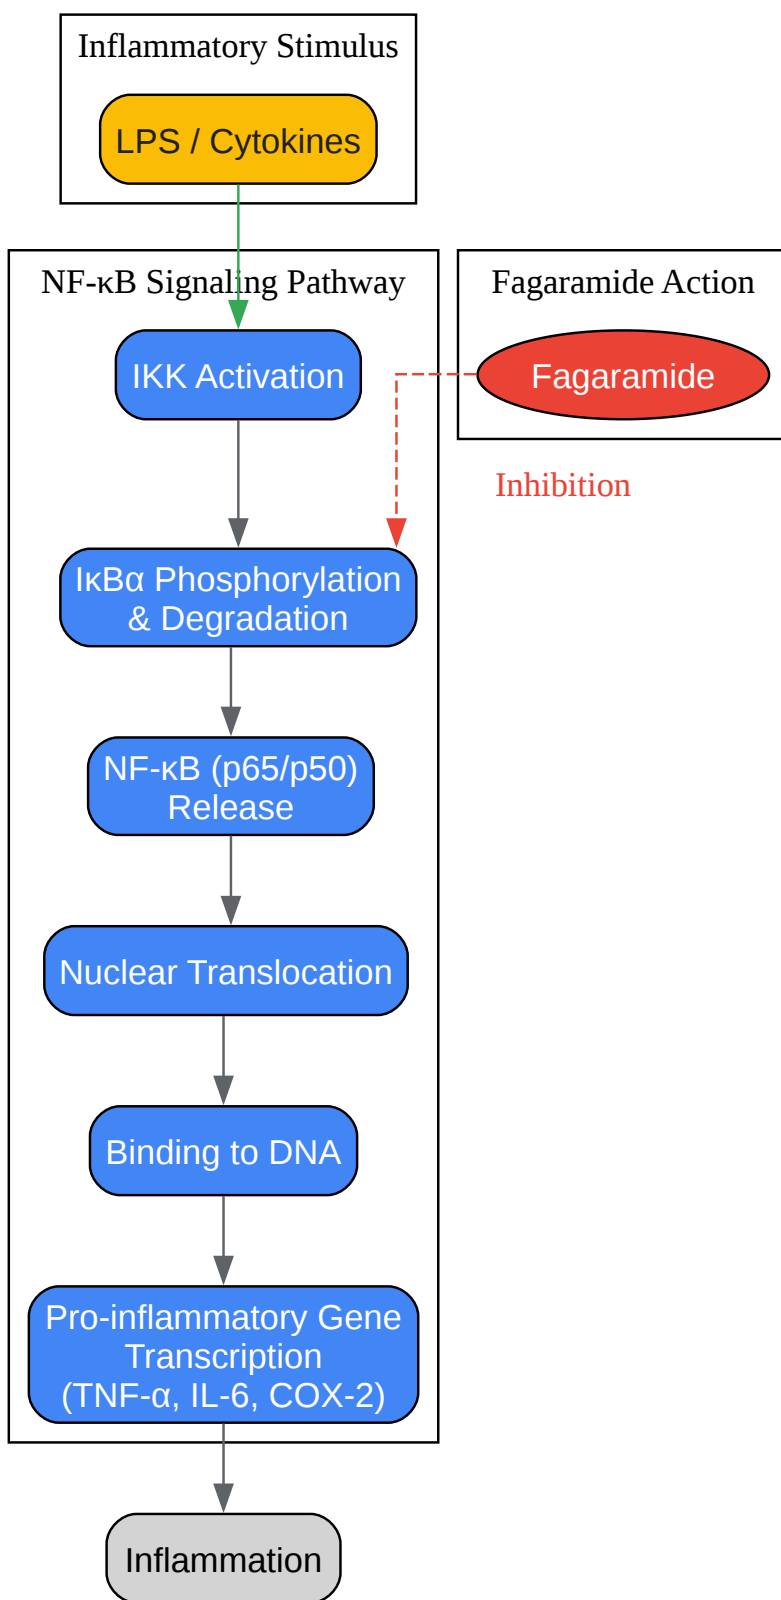 Inflammatory Stimulus
LPS / Cytokines
NF-κB Signaling Pathway
Fagaramide Action
IKK Activation
Fagaramide
Inhibition
IκBα Phosphorylation
& Degradation
NF-κB (p65/p50)
Release
Nuclear Translocation
Binding to DNA
Pro-inflammatory Gene
Transcription
(TNF-α, IL-6, COX-2)
Inflammation